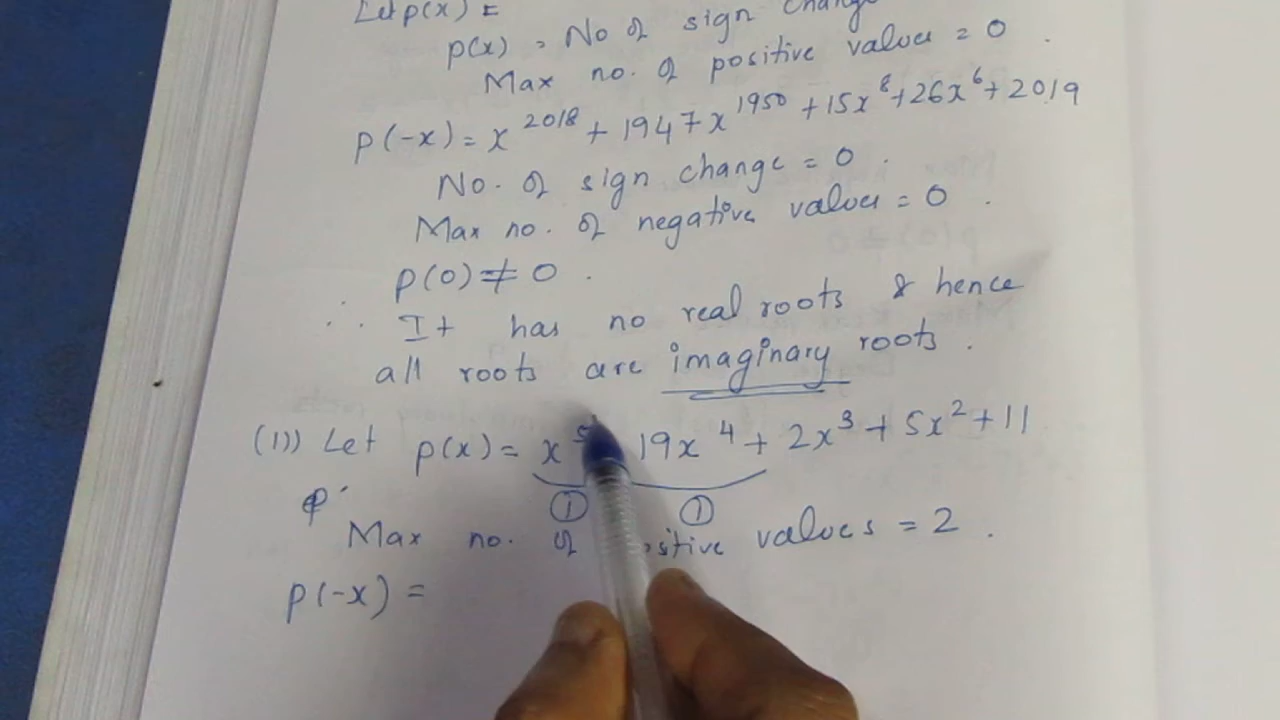 Let p(x) =
p(x) = No of sign change
Max no. of positive values = 0 .
p(-x) = x^2018 + 1947x^1950 + 15x^8 + 26x^6 + 2019
No. of sign change = 0 .
Max no. of negative values = 0 .
p(0) ≠ 0 .
∴ It has no real roots & hence
all roots are imaginary roots .
(11) Let p(x) = x^5 19x^4 + 2x^3 + 5x^2 + 11
① ①
Max no. of values = 2 .
p(-x) =